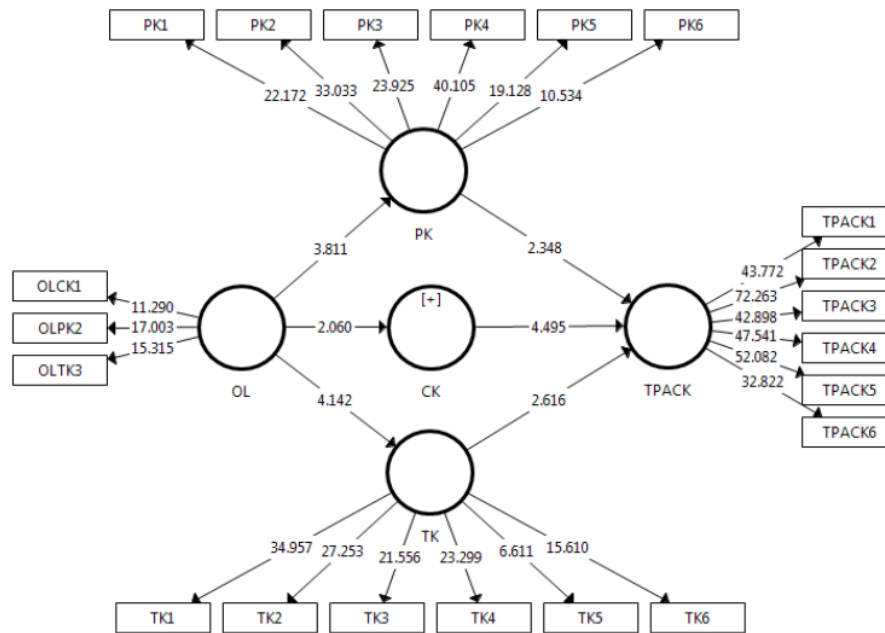 PK1 PK2 PK3 PK4 PK5 PK6
22.172 33.033 23.925 40.105 19.128 10.534
PK
3.811
2.348
OLCK1
OLPK2
OLTK3
11.290
17.003
15.315
OL
2.060
[+]
CK
4.495
TPACK
43.772
72.263
42.898
47.541
52.082
32.822
TPACK1
TPACK2
TPACK3
TPACK4
TPACK5
TPACK6
4.142
2.616
TK
34.957 27.253 21.556 23.299 6.611 15.610
TK1 TK2 TK3 TK4 TK5 TK6